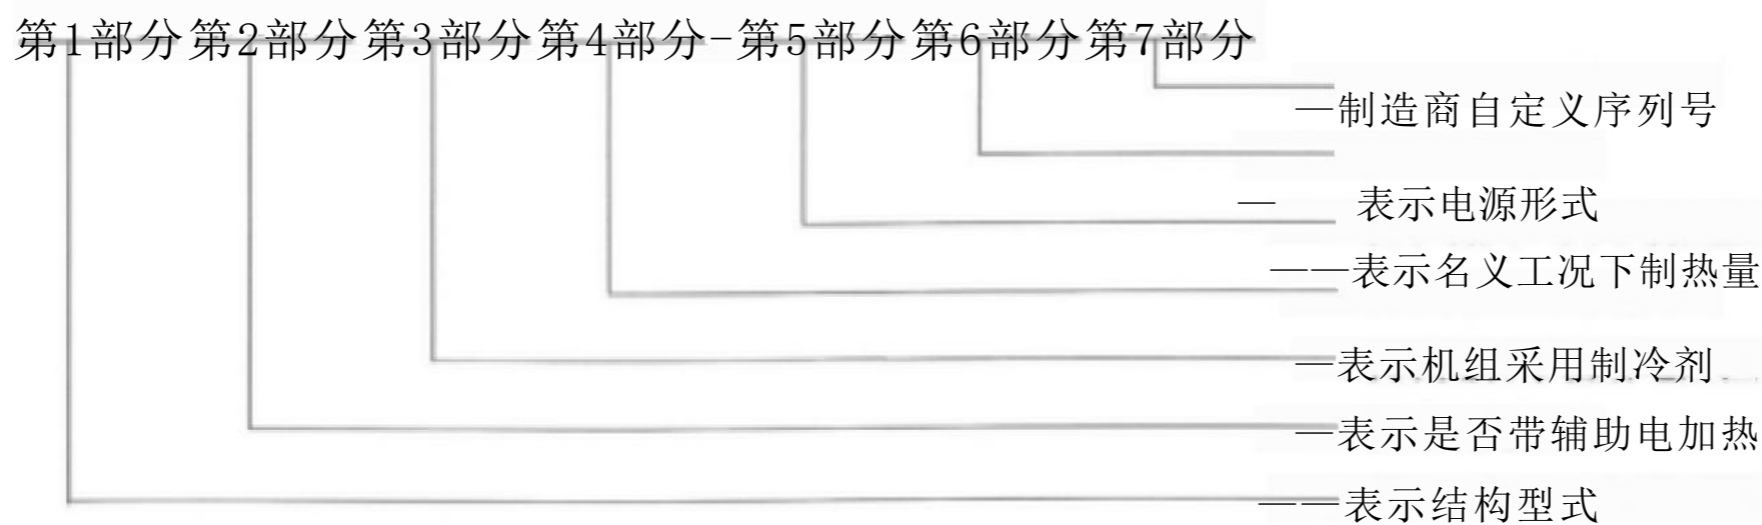 第1部分第2部分第3部分第4部分-第5部分第6部分第7部分
—制造商自定义序列号
— 表示电源形式
——表示名义工况下制热量
—表示机组采用制冷剂
—表示是否带辅助电加热
——表示结构型式